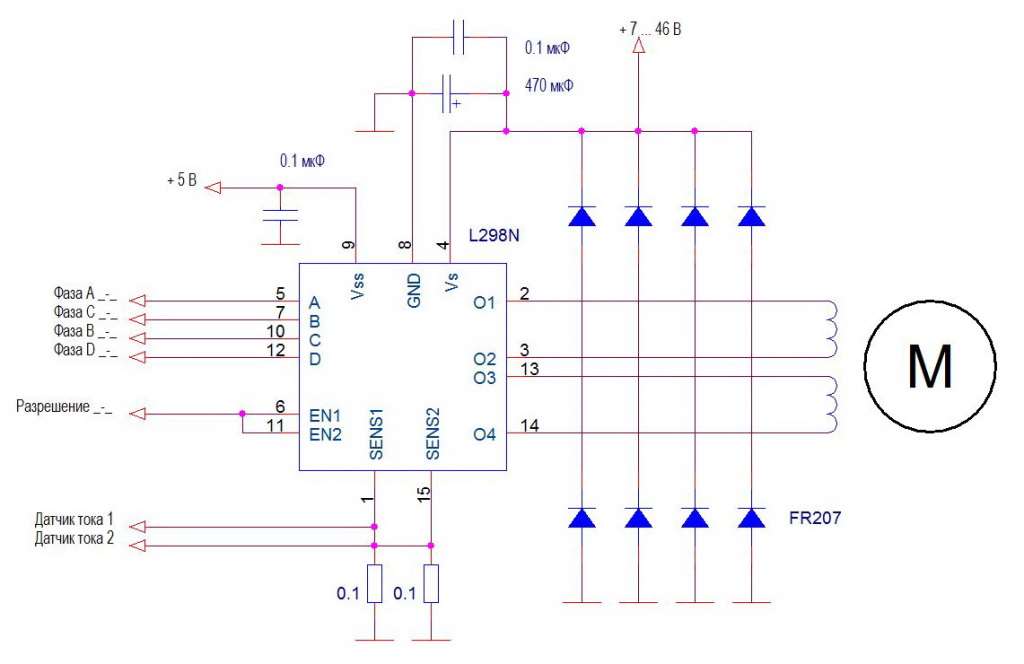 + 7 ... 46 В
0.1 мкФ
470 мкФ
0.1 мкФ
+ 5 В
L298N
9
8
4
Vss
GND
Vs
Фаза A _-_
5
A
O1
2
Фаза C _-_
7
B
Фаза B _-_
10
C
Фаза D _-_
12
D
O2
3
O3
13
M
Разрешение _-_
6
EN1
11
EN2
SENS1
SENS2
O4
14
1
15
Датчик тока 1
Датчик тока 2
FR207
0.1
0.1